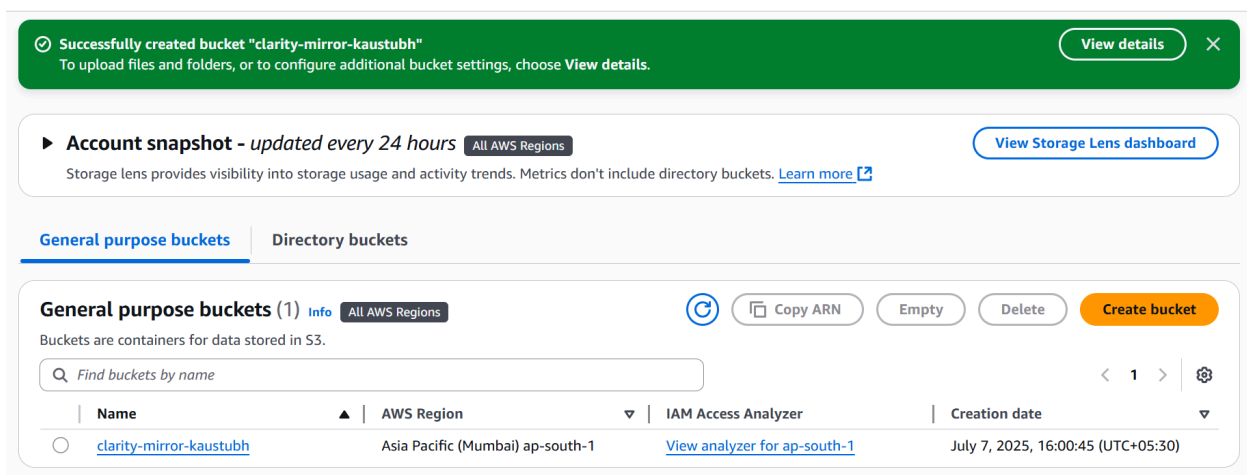 Successfully created bucket "clarity-mirror-kaustubh"
View details
To upload files and folders, or to configure additional bucket settings, choose View details.
Account snapshot - updated every 24 hours All AWS Regions
View Storage Lens dashboard
Storage lens provides visibility into storage usage and activity trends. Metrics don't include directory buckets. Learn more
General purpose buckets Directory buckets
General purpose buckets (1) Info All AWS Regions
Copy ARN Empty Delete Create bucket
Buckets are containers for data stored in S3.
Find buckets by name
1
Name AWS Region IAM Access Analyzer Creation date
clarity-mirror-kaustubh Asia Pacific (Mumbai) ap-south-1 View analyzer for ap-south-1 July 7, 2025, 16:00:45 (UTC+05:30)